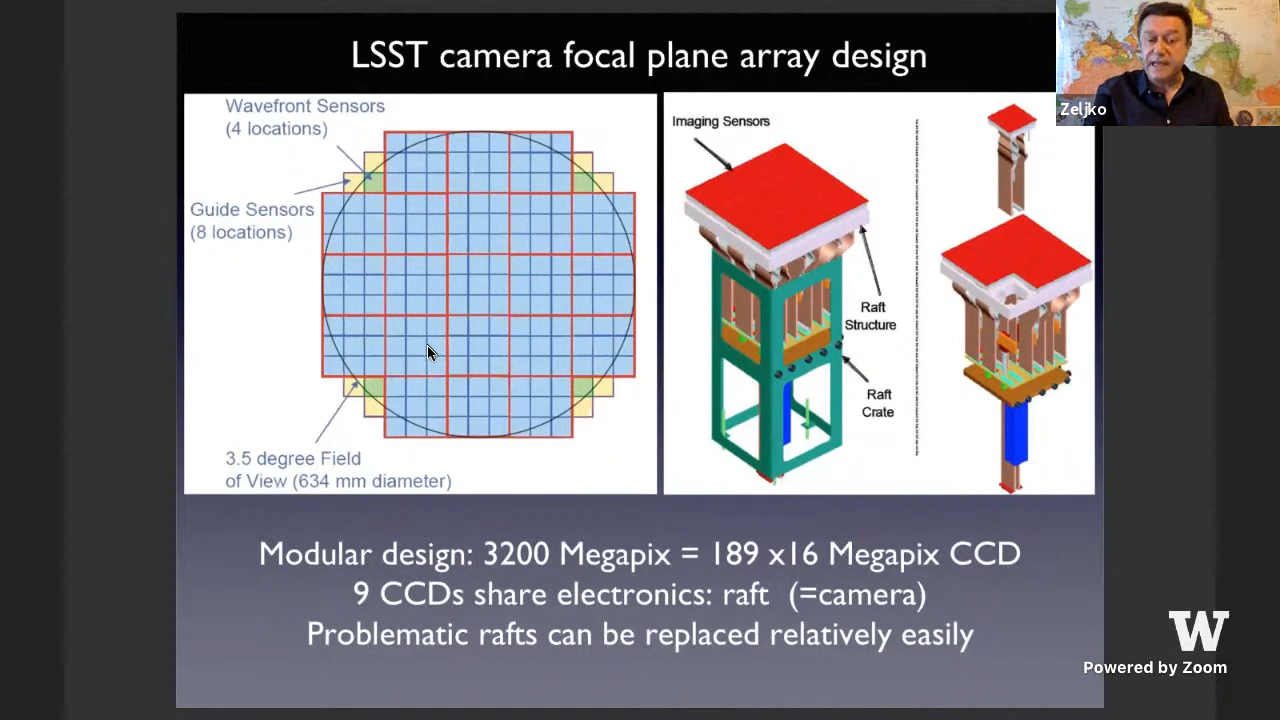 LSST camera focal plane array design
Zeljko
Wavefront Sensors
(4 locations)
Guide Sensors
(8 locations)
3.5 degree Field
of View (634 mm diameter)
Imaging Sensors
Raft
Structure
Raft
Crate
Modular design: 3200 Megapix = 189 x16 Megapix CCD
9 CCDs share electronics: raft (=camera)
Problematic rafts can be replaced relatively easily
W
Powered by Zoom